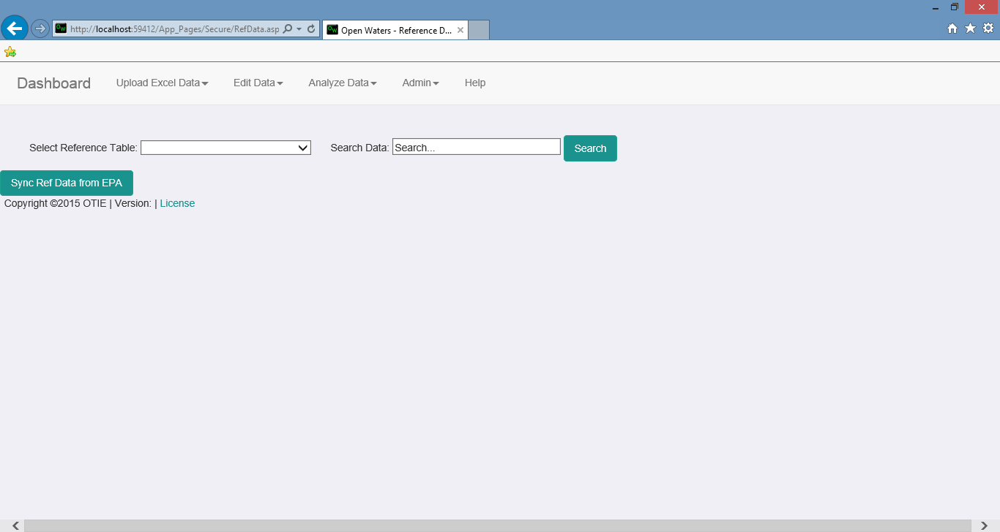 http://localhost:59412/App_Pages/Secure/RefData.asp
Open Waters - Reference D...
Dashboard Upload Excel Data Edit Data Analyze Data Admin Help
Select Reference Table: Search Data: Search... Search
Sync Ref Data from EPA
Copyright ©2015 OTIE | Version: | License